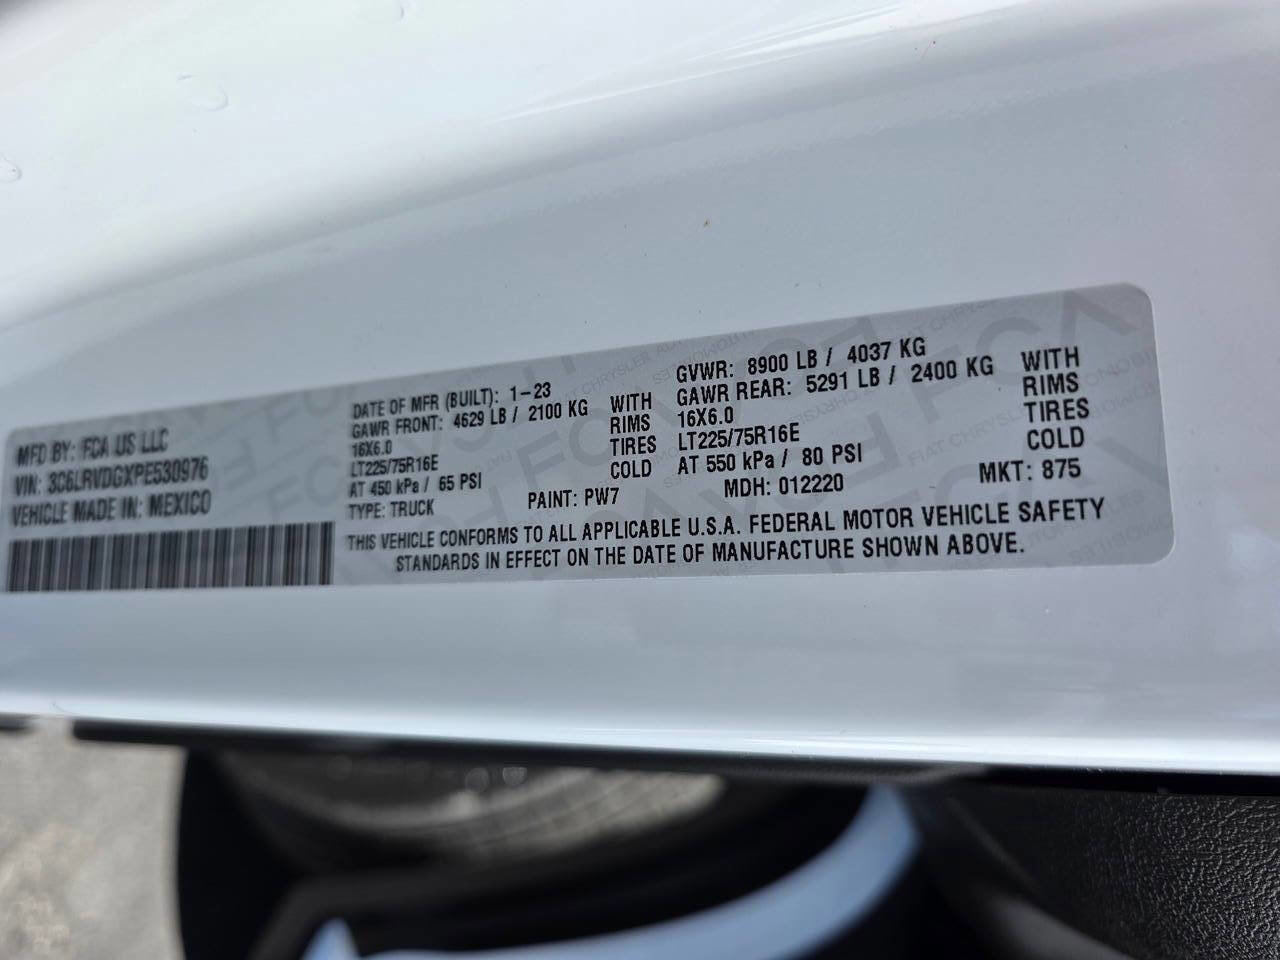 MFD BY: FCA US LLC
VIN: 3C6LRVDGXPE530976
VEHICLE MADE IN: MEXICO
DATE OF MFR (BUILT): 1-23
GAWR FRONT: 4629 LB / 2100 KG WITH
16X6.0 RIMS
LT225/75R16E TIRES
AT 450 kPa / 65 PSI COLD
TYPE: TRUCK
PAINT: PW7
GVWR: 8900 LB / 4037 KG
GAWR REAR: 5291 LB / 2400 KG WITH
16X6.0 RIMS
LT225/75R16E TIRES
AT 550 kPa / 80 PSI COLD
MDH: 012220
MKT: 875
THIS VEHICLE CONFORMS TO ALL APPLICABLE U.S.A. FEDERAL MOTOR VEHICLE SAFETY
STANDARDS IN EFFECT ON THE DATE OF MANUFACTURE SHOWN ABOVE.